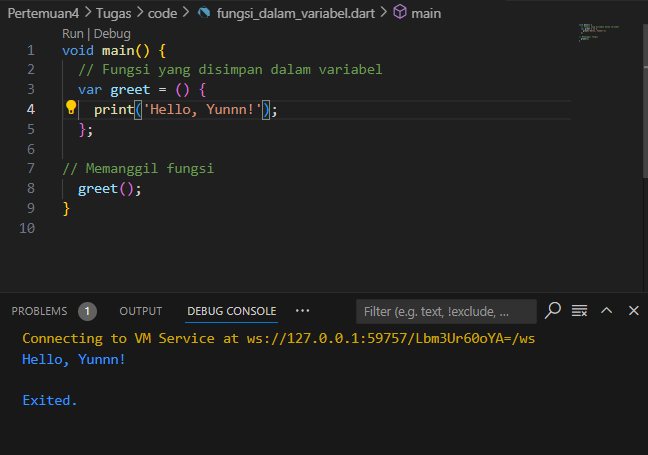 Pertemuan4 > Tugas > code > fungsi_dalam_variabel.dart > main
Run | Debug
1 void main() {
2 // Fungsi yang disimpan dalam variabel
3 var greet = () {
4 print('Hello, Yunnn!');
5 };
6
7 // Memanggil fungsi
8 greet();
9 }
10
PROBLEMS 1 OUTPUT DEBUG CONSOLE ··· Filter (e.g. text, !exclude, ...
Connecting to VM Service at ws://127.0.0.1:59757/Lbm3Ur60oYA=/ws
Hello, Yunnn!
Exited.